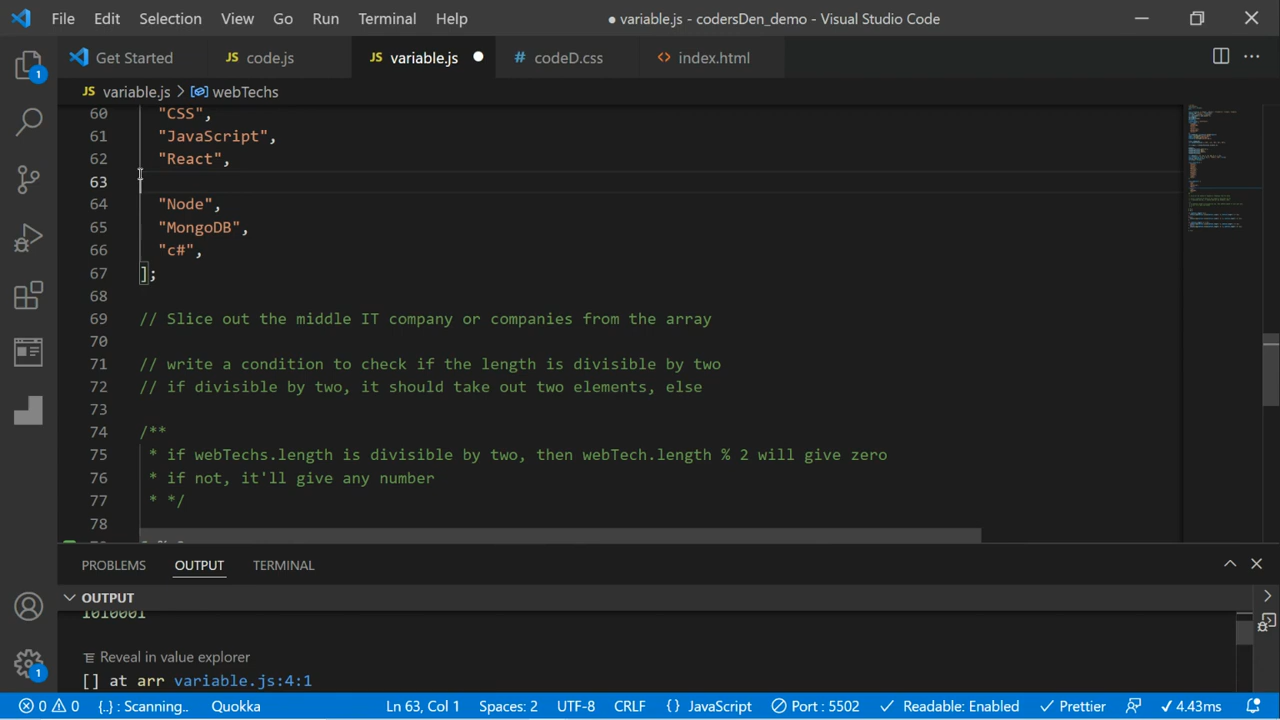 File Edit Selection View Go Run Terminal Help ● variable.js - codersDen_demo - Visual Studio Code
Get Started JS code.js JS variable.js # codeD.css <> index.html
JS variable.js > webTechs
60 "CSS",
61 "JavaScript",
62 "React",
63
64 "Node",
65 "MongoDB",
66 "c#",
67 ];
68
69 // Slice out the middle IT company or companies from the array
70
71 // write a condition to check if the length is divisible by two
72 // if divisible by two, it should take out two elements, else
73
74 /**
75 * if webTechs.length is divisible by two, then webTech.length % 2 will give zero
76 * if not, it'll give any number
77 * */
78
PROBLEMS OUTPUT TERMINAL
OUTPUT
1010001
Reveal in value explorer
[] at arr variable.js:4:1
1
1
0 0 {..} : Scanning.. Quokka Ln 63, Col 1 Spaces: 2 UTF-8 CRLF {} JavaScript Port : 5502 Readable: Enabled Prettier 4.43ms